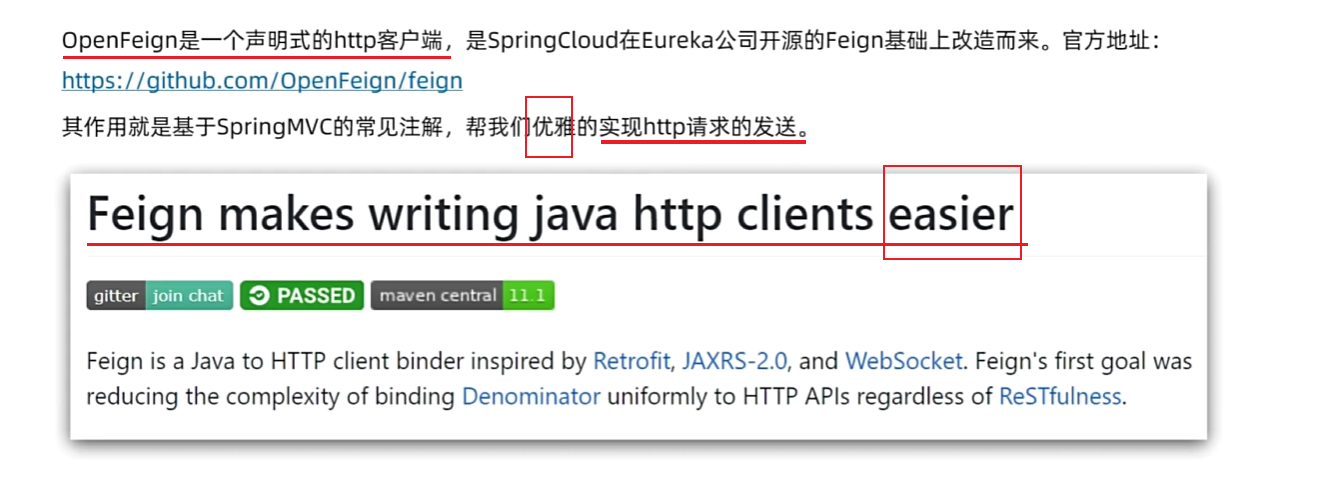 OpenFeign是一个声明式的http客户端，是SpringCloud在Eureka公司开源的Feign基础上改造而来。官方地址：
https://github.com/OpenFeign/feign
其作用就是基于SpringMVC的常见注解，帮我们优雅的实现http请求的发送。
Feign makes writing java http clients easier
gitter join chat PASSED maven central 11.1
Feign is a Java to HTTP client binder inspired by Retrofit, JAXRS-2.0, and WebSocket. Feign's first goal was
reducing the complexity of binding Denominator uniformly to HTTP APIs regardless of ReSTfulness.